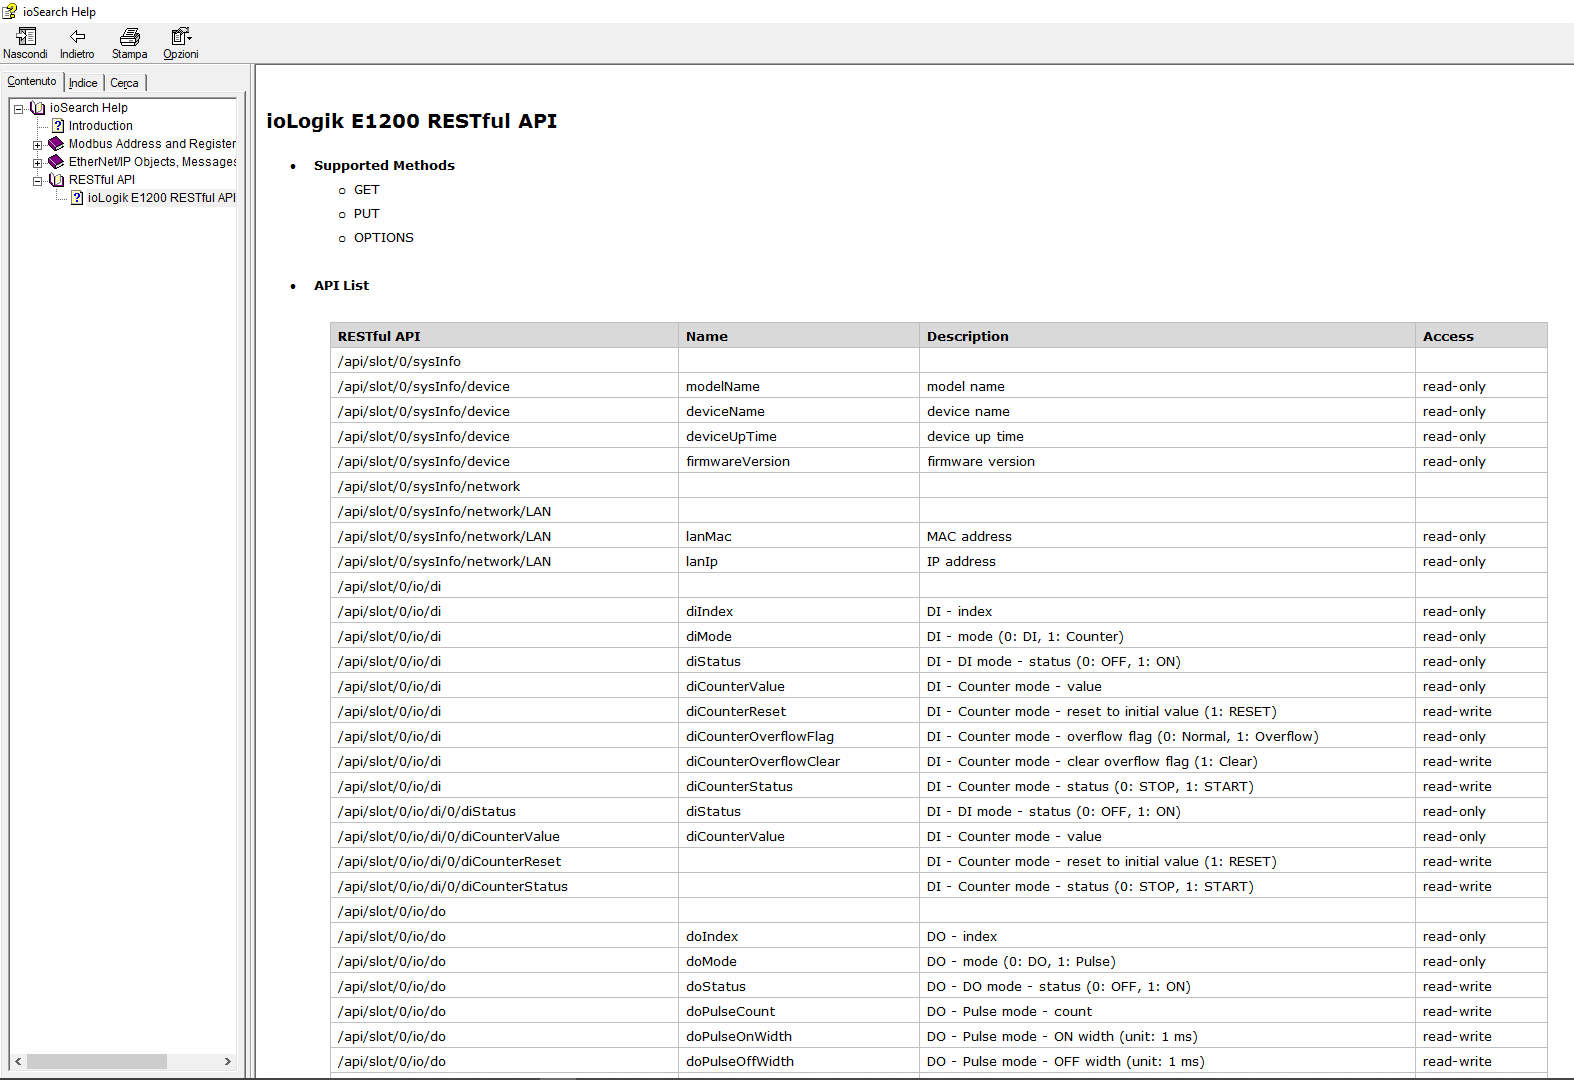 ioSearch Help
Nascondi Indietro Stampa Opzioni
Contenuto Indice Cerca
ioSearch Help
Introduction
Modbus Address and Register
EtherNet/IP Objects, Messages
RESTful API
ioLogik E1200 RESTful API
ioLogik E1200 RESTful API
• Supported Methods
o GET
o PUT
o OPTIONS
• API List
RESTful API Name Description Access
/api/slot/0/sysInfo
/api/slot/0/sysInfo/device modelName model name read-only
/api/slot/0/sysInfo/device deviceName device name read-only
/api/slot/0/sysInfo/device deviceUpTime device up time read-only
/api/slot/0/sysInfo/device firmwareVersion firmware version read-only
/api/slot/0/sysInfo/network
/api/slot/0/sysInfo/network/LAN
/api/slot/0/sysInfo/network/LAN lanMac MAC address read-only
/api/slot/0/sysInfo/network/LAN lanIp IP address read-only
/api/slot/0/io/di
/api/slot/0/io/di diIndex DI - index read-only
/api/slot/0/io/di diMode DI - mode (0: DI, 1: Counter) read-only
/api/slot/0/io/di diStatus DI - DI mode - status (0: OFF, 1: ON) read-only
/api/slot/0/io/di diCounterValue DI - Counter mode - value read-only
/api/slot/0/io/di diCounterReset DI - Counter mode - reset to initial value (1: RESET) read-write
/api/slot/0/io/di diCounterOverflowFlag DI - Counter mode - overflow flag (0: Normal, 1: Overflow) read-only
/api/slot/0/io/di diCounterOverflowClear DI - Counter mode - clear overflow flag (1: Clear) read-write
/api/slot/0/io/di diCounterStatus DI - Counter mode - status (0: STOP, 1: START) read-write
/api/slot/0/io/di/0/diStatus diStatus DI - DI mode - status (0: OFF, 1: ON) read-only
/api/slot/0/io/di/0/diCounterValue diCounterValue DI - Counter mode - value read-only
/api/slot/0/io/di/0/diCounterReset DI - Counter mode - reset to initial value (1: RESET) read-write
/api/slot/0/io/di/0/diCounterStatus DI - Counter mode - status (0: STOP, 1: START) read-write
/api/slot/0/io/do
/api/slot/0/io/do doIndex DO - index read-only
/api/slot/0/io/do doMode DO - mode (0: DO, 1: Pulse) read-only
/api/slot/0/io/do doStatus DO - DO mode - status (0: OFF, 1: ON) read-write
/api/slot/0/io/do doPulseCount DO - Pulse mode - count read-write
/api/slot/0/io/do doPulseOnWidth DO - Pulse mode - ON width (unit: 1 ms) read-write
/api/slot/0/io/do doPulseOffWidth DO - Pulse mode - OFF width (unit: 1 ms) read-write